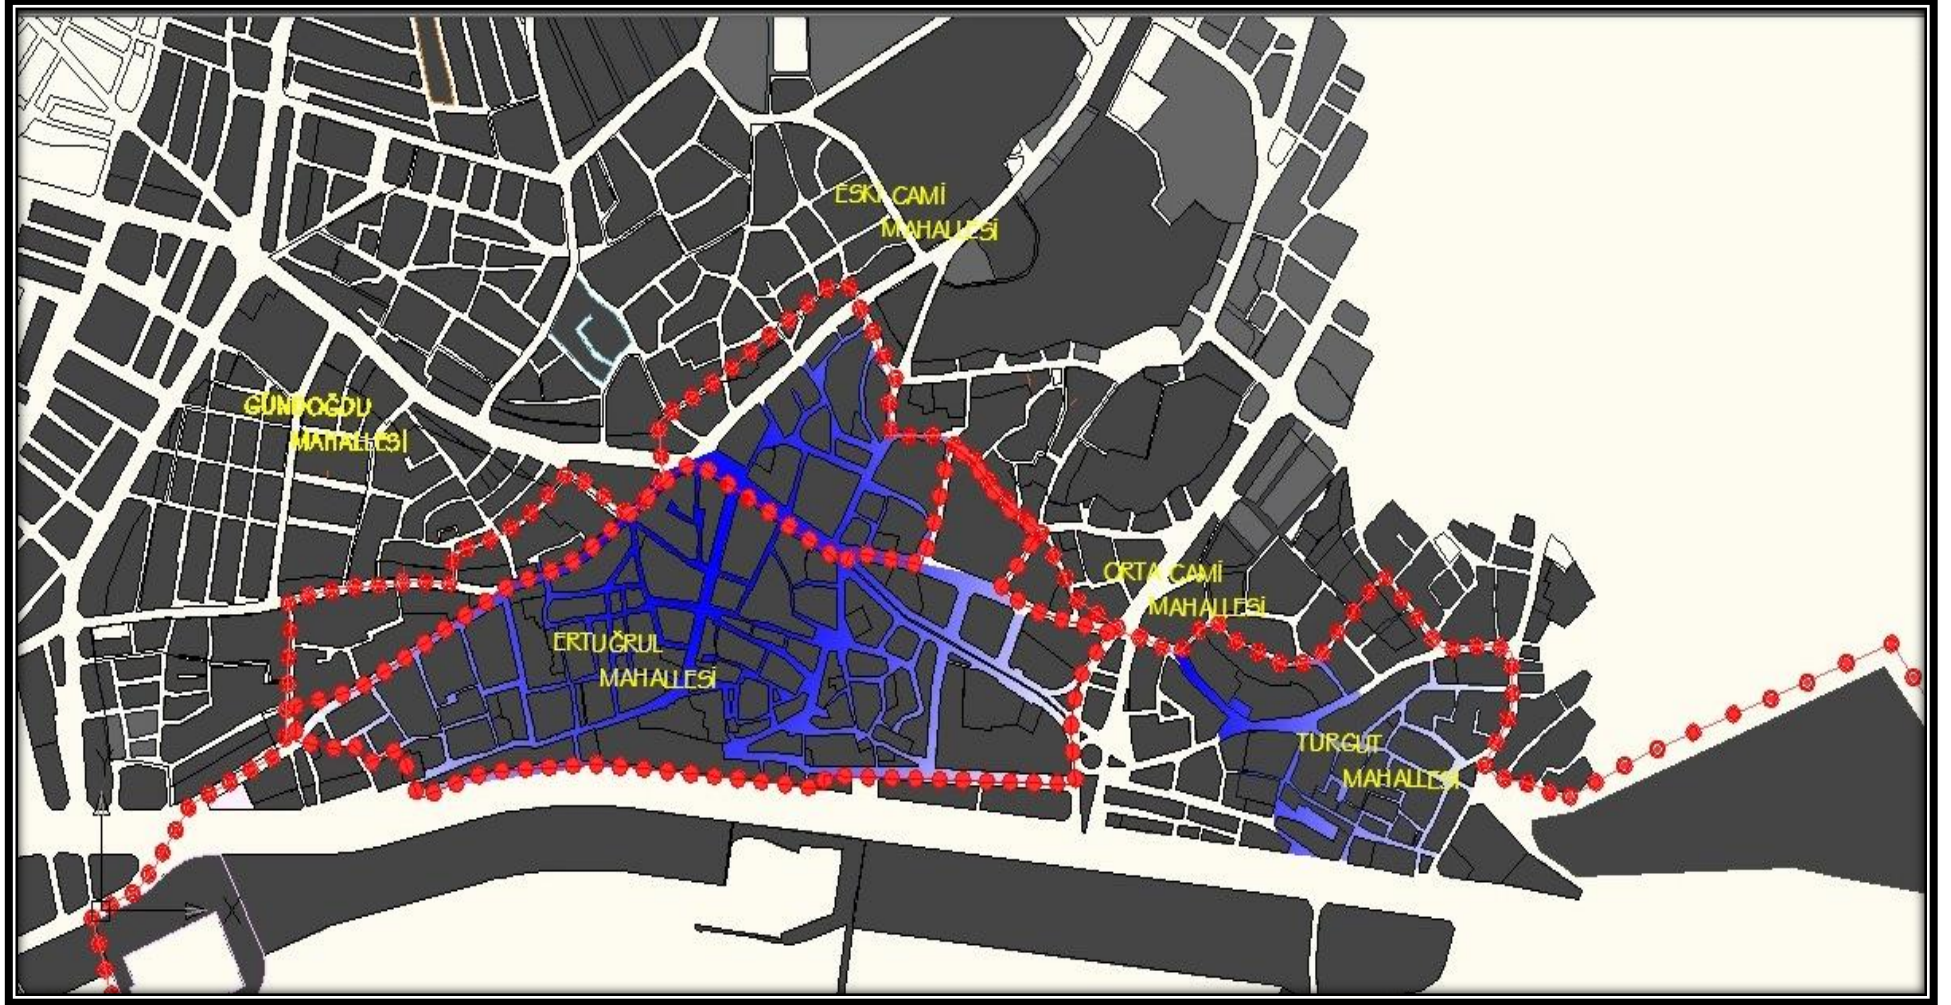 ESKİ CAMİ
MAHALLESİ
GÜNDOĞDU
MAHALLESİ
ORTA CAMİ
MAHALLESİ
ERTUĞRUL
MAHALLESİ
TURGUT
MAHALLESİ
X